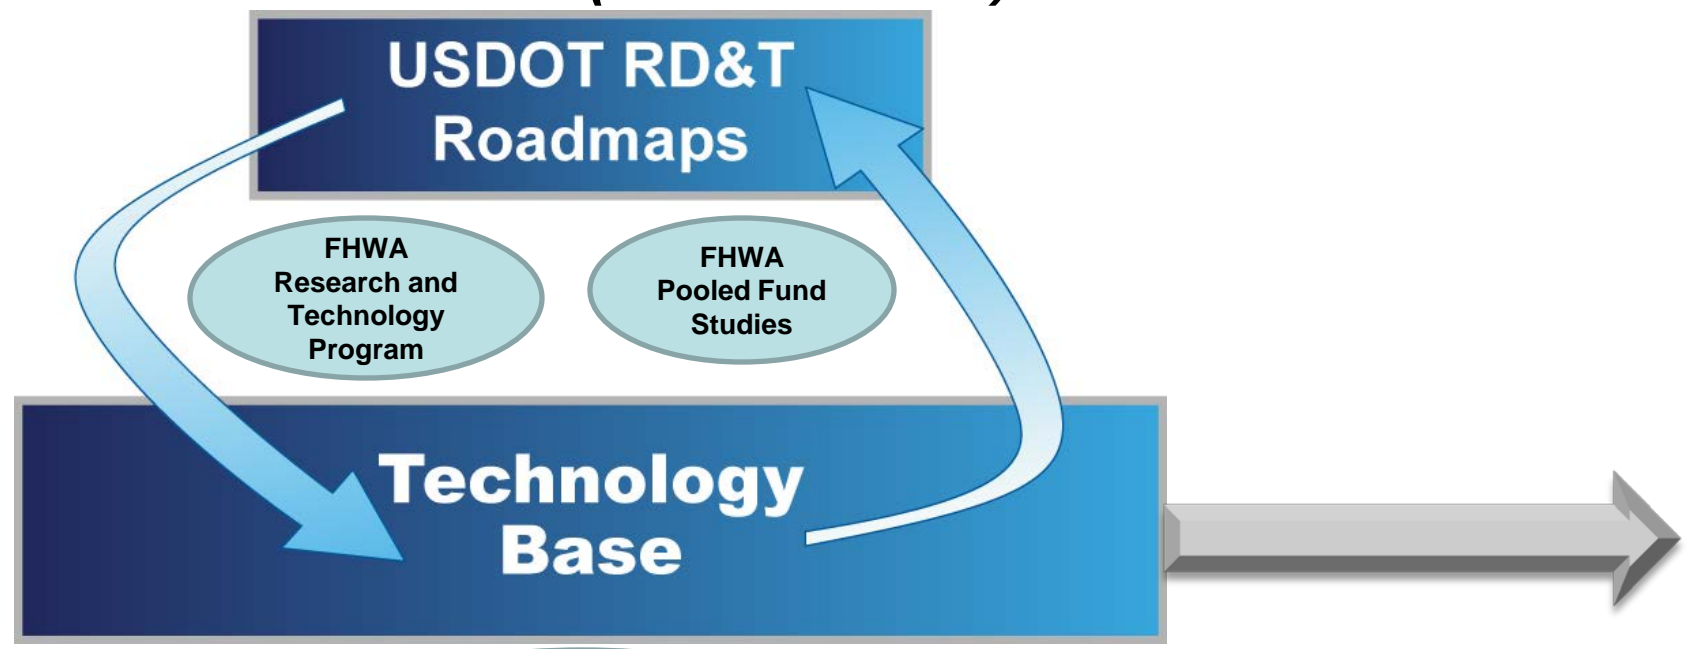 USDOT RD&T
Roadmaps
FHWA
Research and
Technology
Program
FHWA
Pooled Fund
Studies
Technology
Base